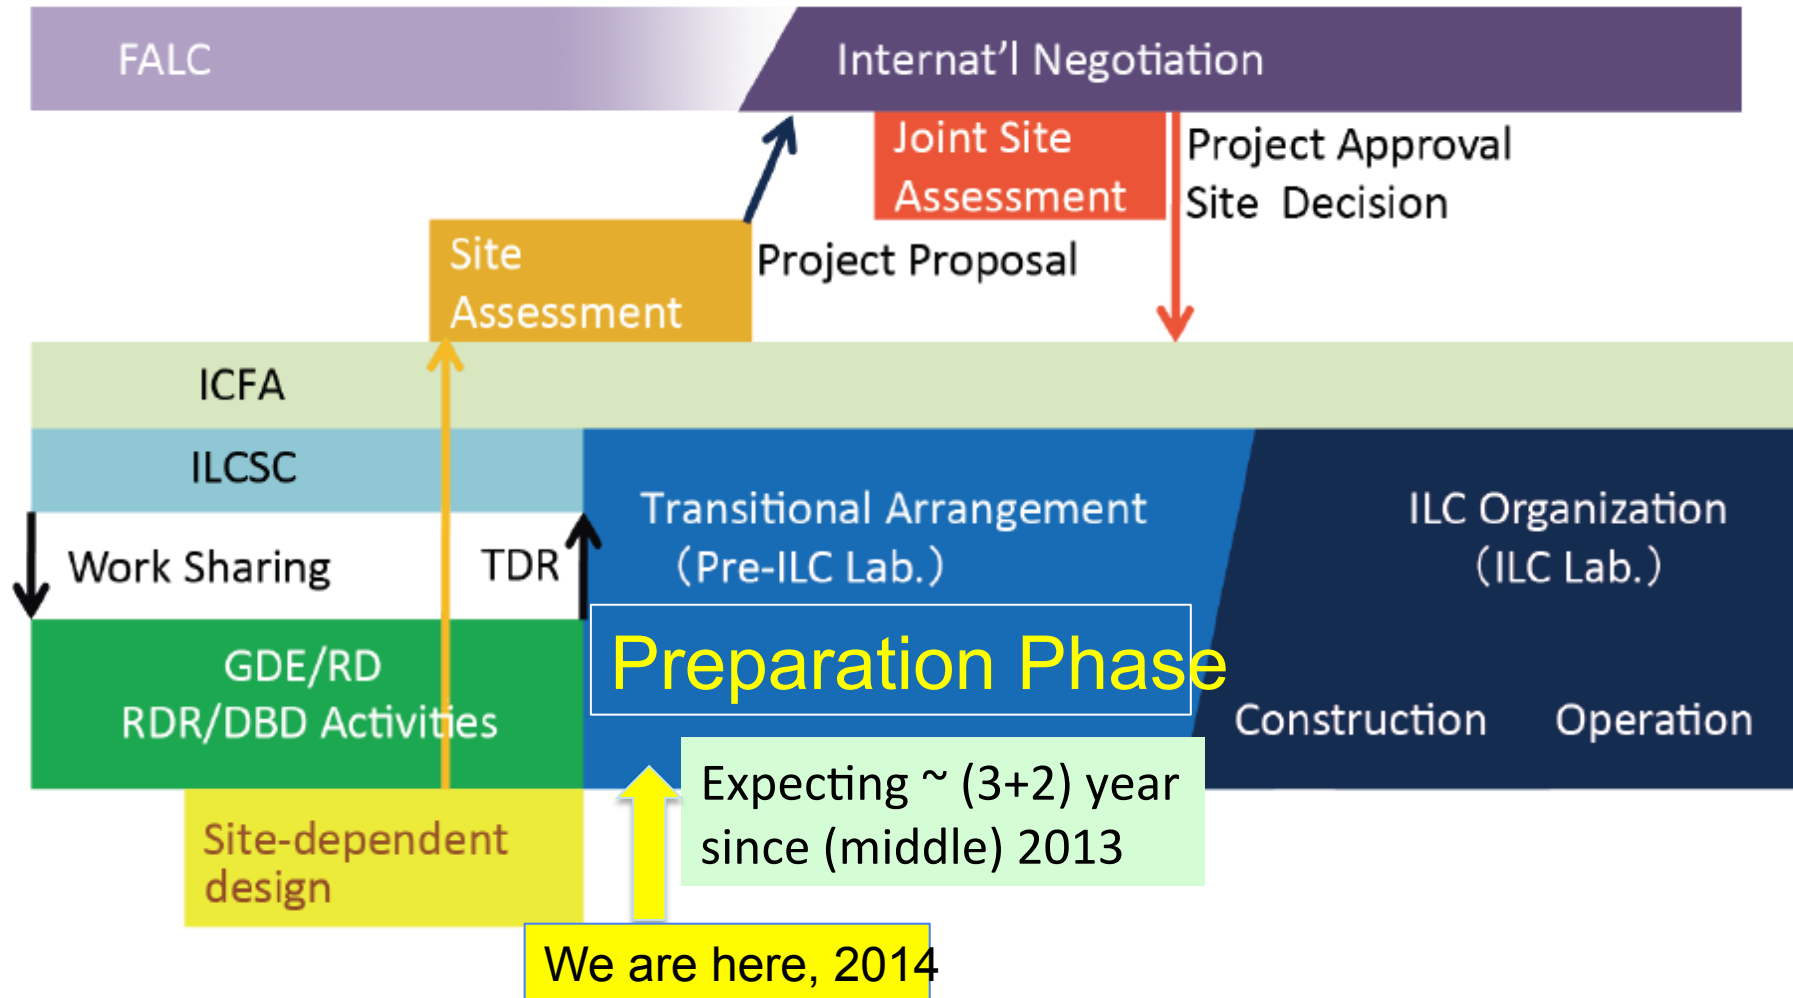 FALC
Internat’l Negotiation
Joint Site
Assessment
Project Approval
Site Decision
Site
Assessment
Project Proposal
ICFA
ILCSC
Work Sharing
TDR
Transitional Arrangement
（Pre-ILC Lab.）
ILC Organization
（ILC Lab.）
GDE/RD
RDR/DBD Activities
Preparation Phase
Construction
Operation
Expecting ~ (3+2) year
since (middle) 2013
Site-dependent
design
We are here, 2014